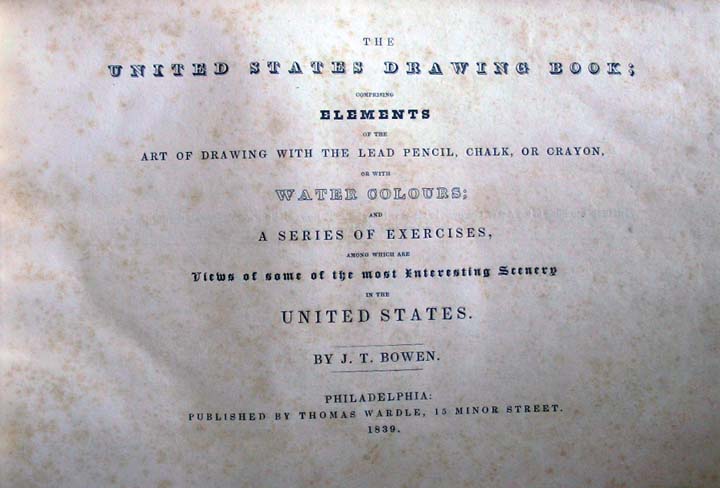 THE
UNITED STATES DRAWING BOOK;
COMPRISING
ELEMENTS
OF THE
ART OF DRAWING WITH THE LEAD PENCIL, CHALK, OR CRAYON,
OR WITH
WATER COLOURS;
AND
A SERIES OF EXERCISES,
AMONG WHICH ARE
Views of some of the most Interesting Scenery
IN THE
UNITED STATES.
BY J. T. BOWEN.
PHILADELPHIA:
PUBLISHED BY THOMAS WARDLE, 15 MINOR STREET.
1839.